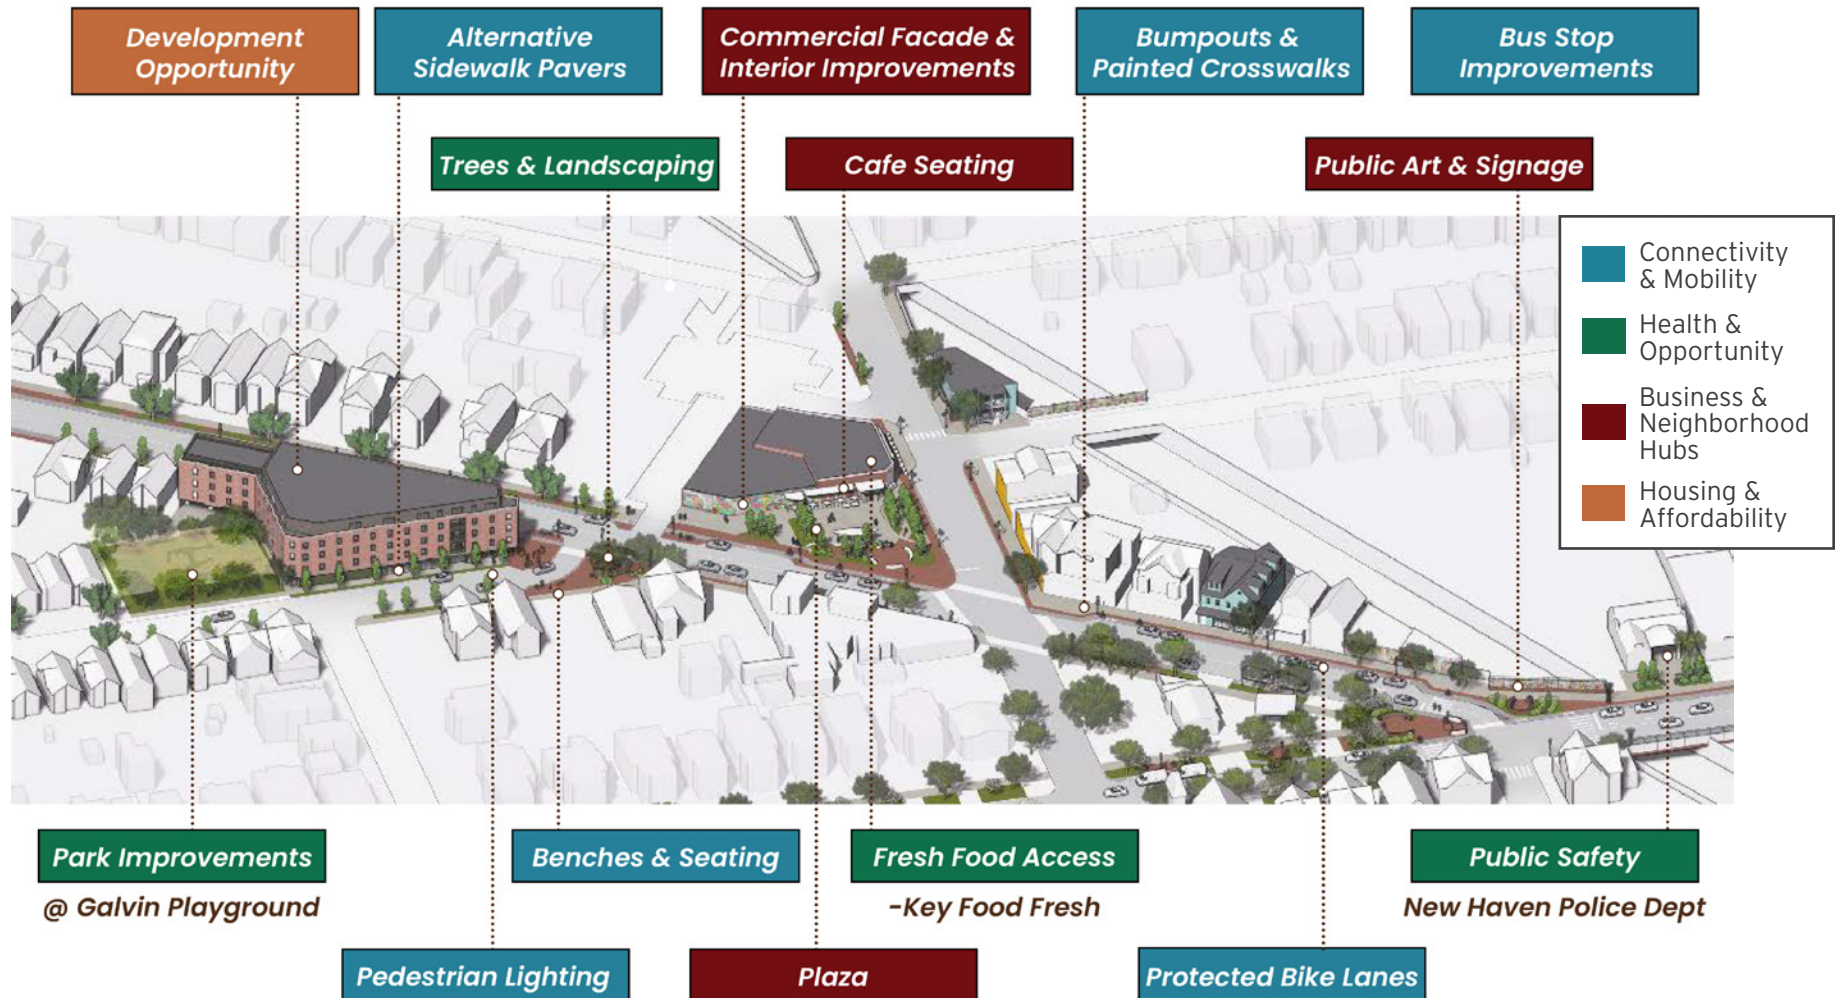 Development
Opportunity
Alternative
Sidewalk Pavers
Commercial Facade &
Interior Improvements
Bumpouts &
Painted Crosswalks
Bus Stop
Improvements
Trees & Landscaping
Cafe Seating
Public Art & Signage
Connectivity
& Mobility
Health &
Opportunity
Business &
Neighborhood
Hubs
Housing &
Affordability
Park Improvements
@ Galvin Playground
Benches & Seating
Fresh Food Access
-Key Food Fresh
Public Safety
New Haven Police Dept
Pedestrian Lighting
Plaza
Protected Bike Lanes